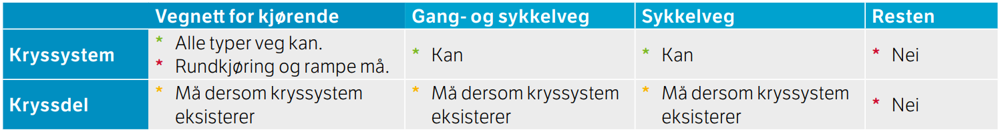 Vegnett for kjørende Gang- og sykkelveg Sykkelveg Resten
Kryssystem
* Alle typer veg kan.
* Rundkjøring og rampe må.
* Kan
* Kan
* Nei
Kryssdel
* Må dersom kryssystem
eksisterer
* Må dersom kryssystem
eksisterer
* Må dersom kryssystem
eksisterer
* Nei